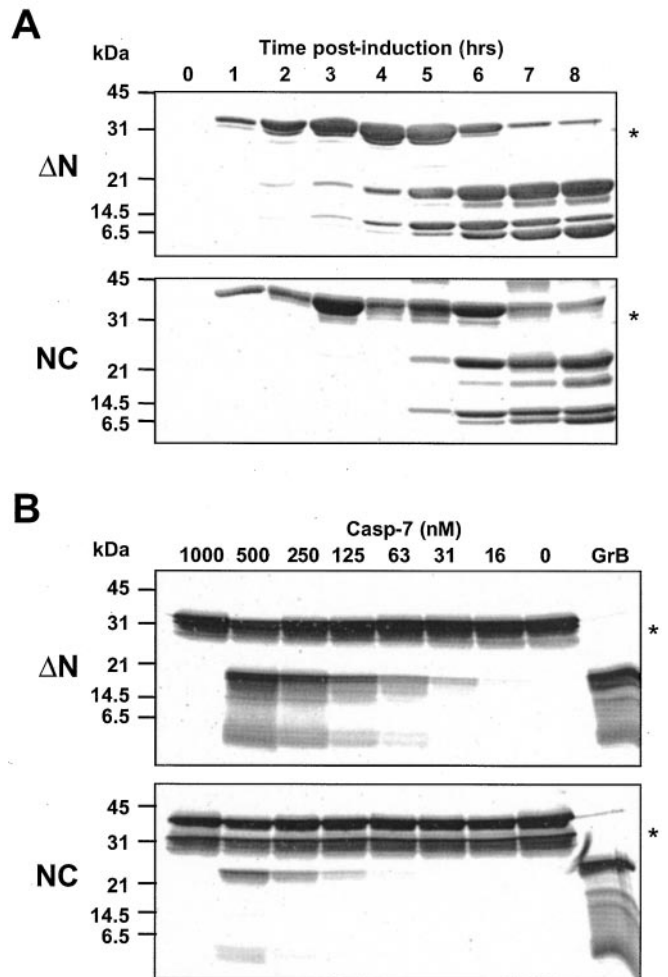 A
Time post-induction (hrs)
kDa 0 1 2 3 4 5 6 7 8
45
31 *
ΔN
21
14.5
6.5
45
31 *
NC
21
14.5
6.5
B
Casp-7 (nM)
kDa 1000 500 250 125 63 31 16 0 GrB
45
31 *
ΔN
21
14.5
6.5
45
31 *
NC
21
14.5
6.5